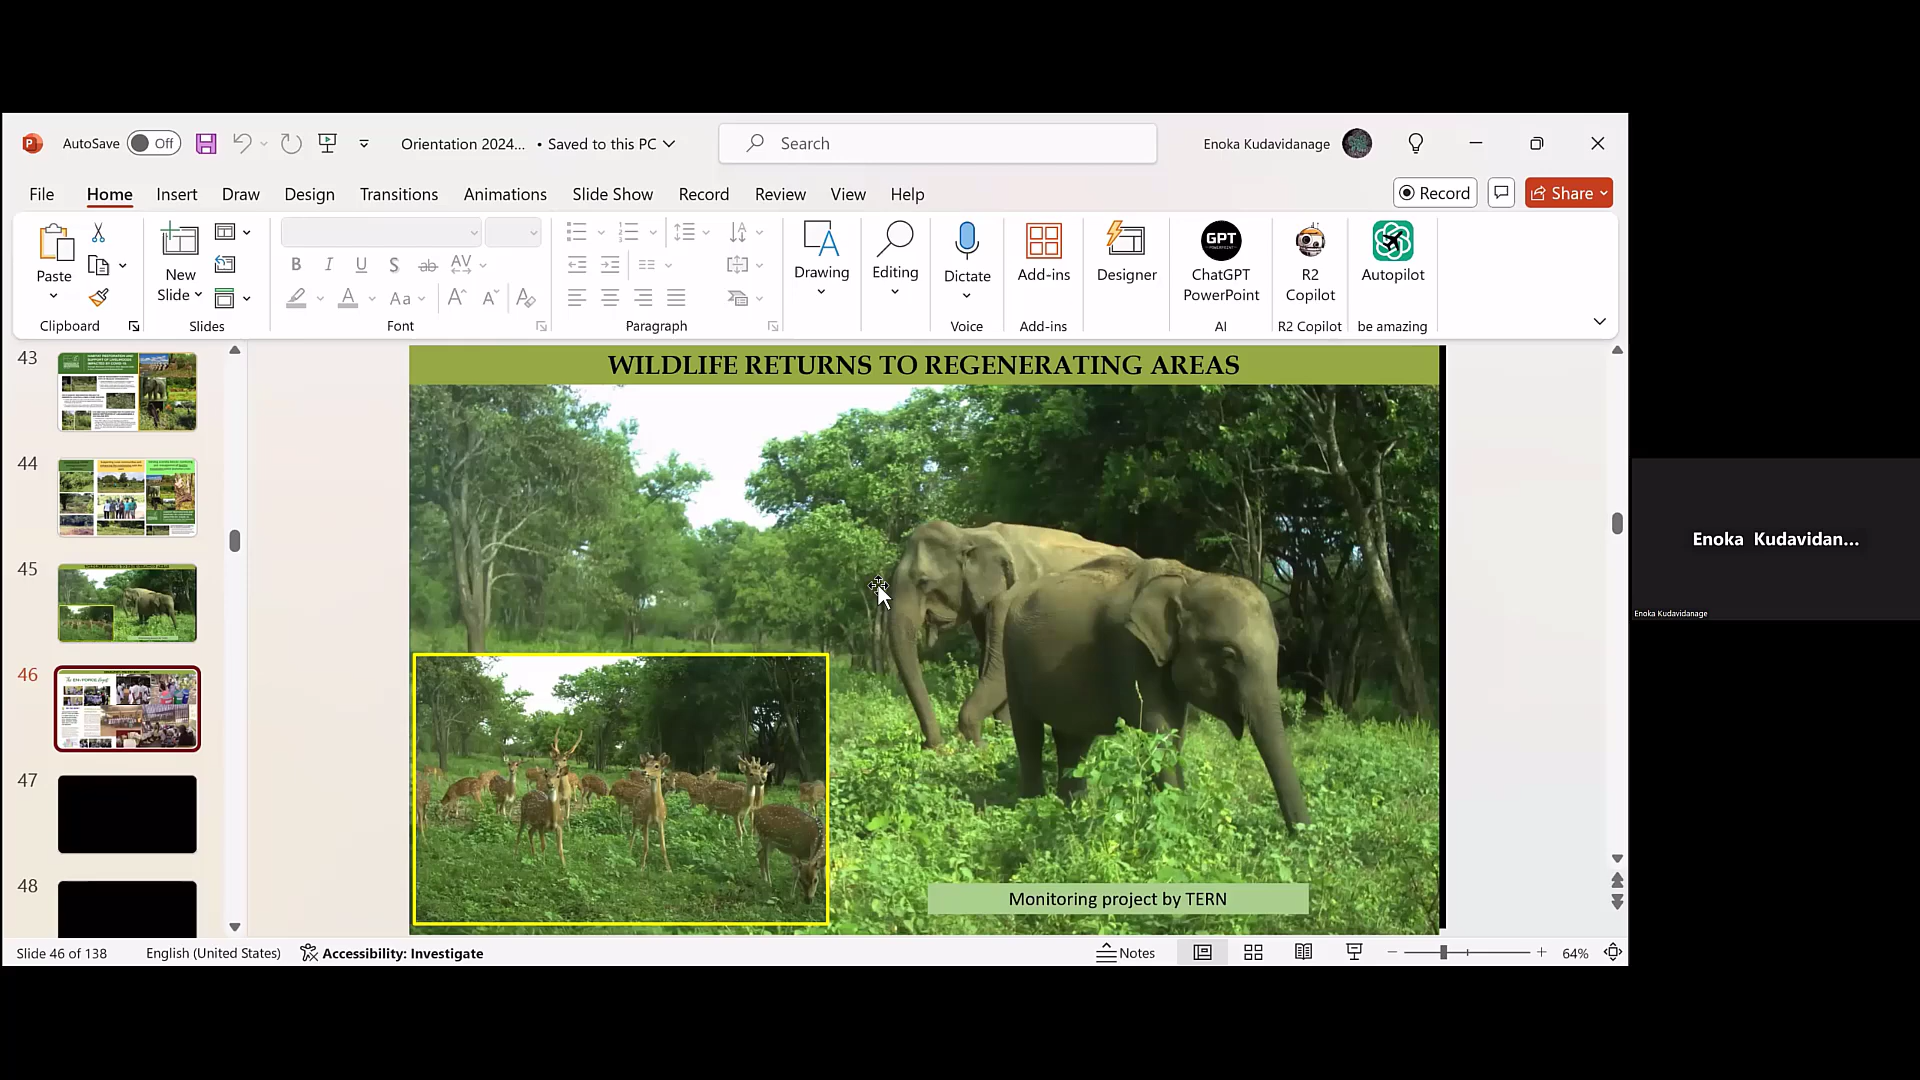 AutoSave Off Orientation 2024... • Saved to this PC Search Enoka Kudavidanage
File Home Insert Draw Design Transitions Animations Slide Show Record Review View Help Record Share
Paste New Slide B I U S ab AV A Aa A A Drawing Editing Dictate Add-ins Designer GPT ChatGPT PowerPoint R2 Copilot Autopilot
Clipboard Slides Font Paragraph Voice Add-ins AI R2 Copilot be amazing
43
44
45
46
47
48
WILDLIFE RETURNS TO REGENERATING AREAS
Monitoring project by TERN
Enoka Kudavidan...
Enoka Kudavidanage
Slide 46 of 138 English (United States) Accessibility: Investigate Notes 64%